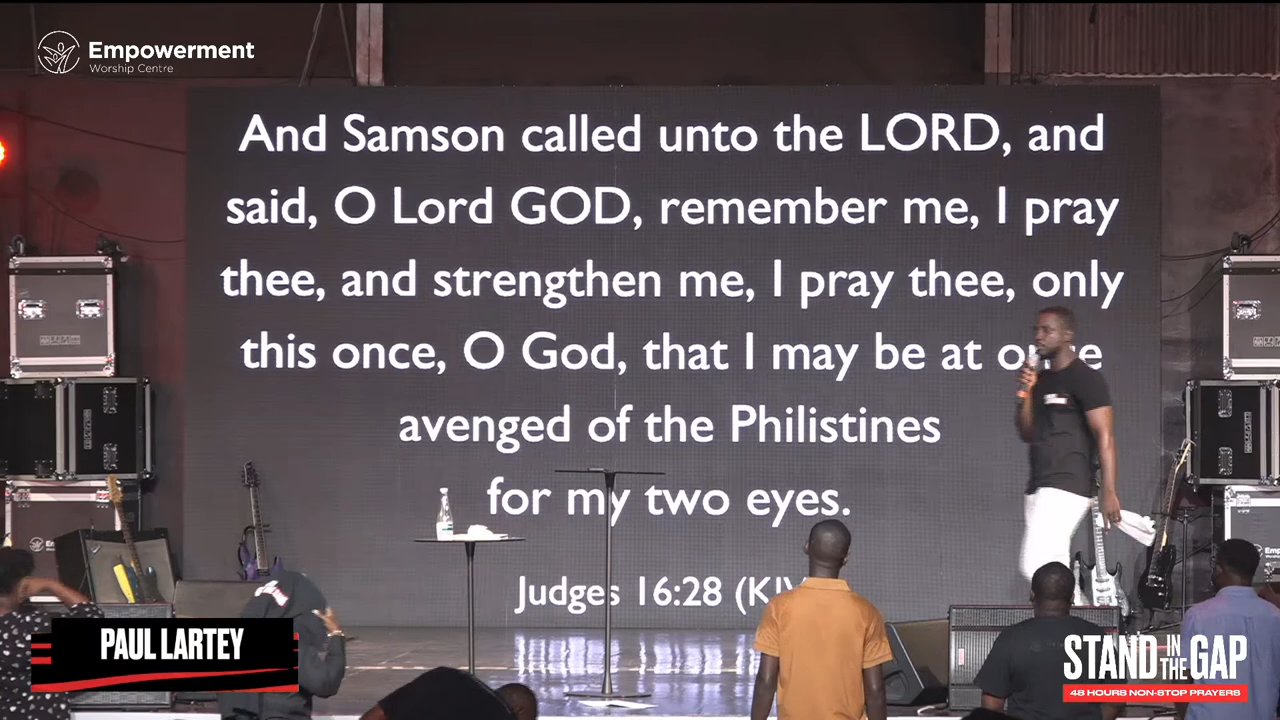 Empowerment
Worship Centre
And Samson called unto the LORD, and
said, O Lord GOD, remember me, I pray
thee, and strengthen me, I pray thee, only
this once, O God, that I may be at
avenged of the Philistines
for my two eyes.
Judges 16:28
PAUL LARTEY
STAND IN THE GAP
48 HOURS NON-STOP PRAYERS